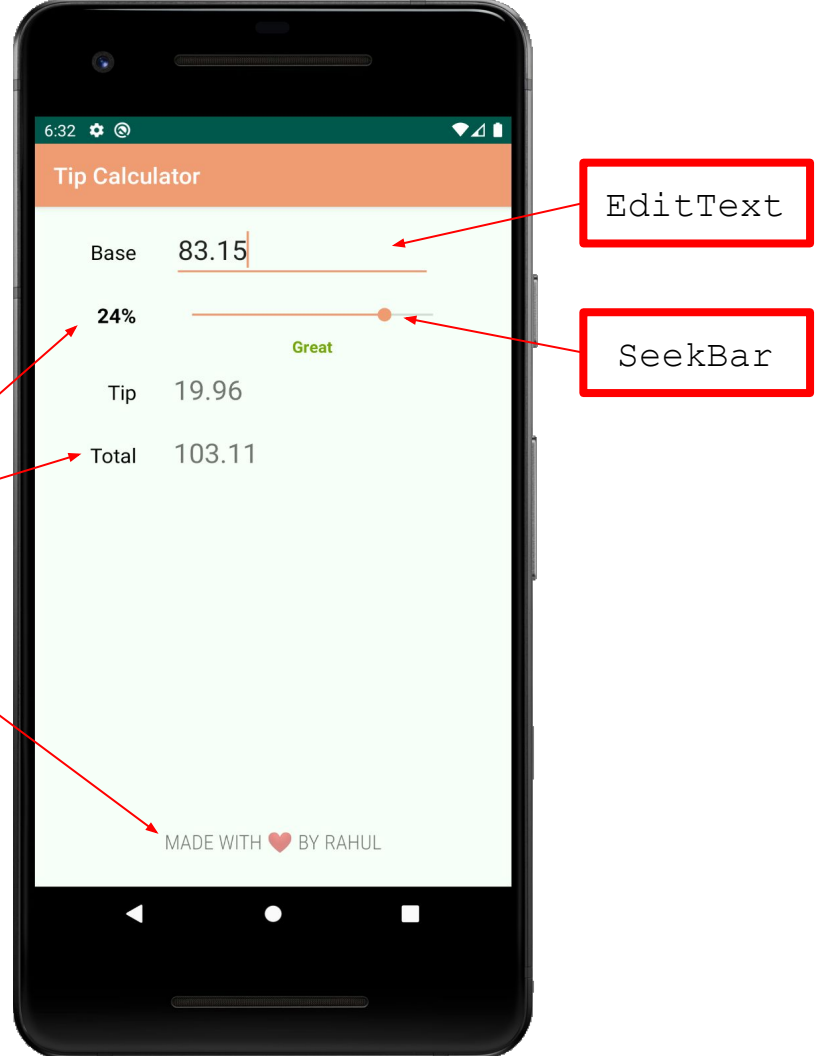 6:32
Tip Calculator
EditText
Base 83.15
24%
SeekBar
Great
Tip 19.96
Total 103.11
MADE WITH ❤️ BY RAHUL